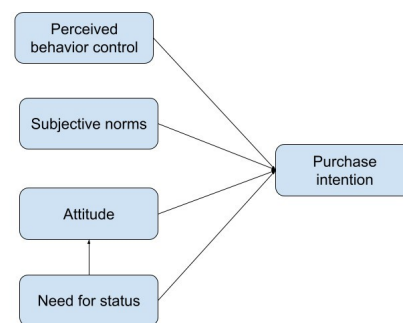 Perceived
behavior control
Subjective norms
Purchase
intention
Attitude
Need for status